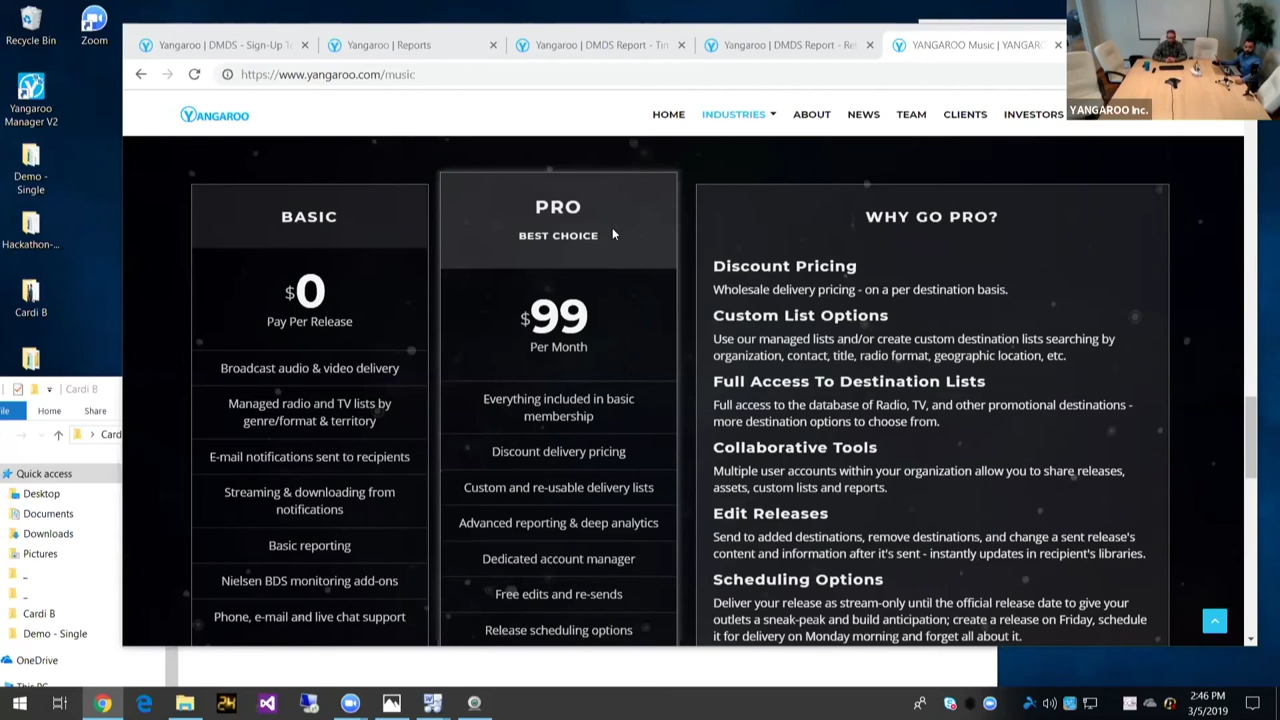 Recycle Bin
Zoom
Yangaroo
Manager V2
Demo -
Single
Hackathon-...
Cardi B
Yangaroo | DMDS - Sign-Up
Yangaroo | Reports
Yangaroo | DMDS Report - Tin
Yangaroo | DMDS Report - Re
YANGAROO Music | YANGAR
https://www.yangaroo.com/music
YANGAROO Inc.
YANGAROO
HOME
INDUSTRIES
ABOUT
NEWS
TEAM
CLIENTS
INVESTORS
BASIC
$0
Pay Per Release
Broadcast audio & video delivery
Managed radio and TV lists by
genre/format & territory
E-mail notifications sent to recipients
Streaming & downloading from
notifications
Basic reporting
Nielsen BDS monitoring add-ons
Phone, e-mail and live chat support
PRO
BEST CHOICE
$99
Per Month
Everything included in basic
membership
Discount delivery pricing
Custom and re-usable delivery lists
Advanced reporting & deep analytics
Dedicated account manager
Free edits and re-sends
Release scheduling options
WHY GO PRO?
Discount Pricing
Wholesale delivery pricing - on a per destination basis.
Custom List Options
Use our managed lists and/or create custom destination lists searching by
organization, contact, title, radio format, geographic location, etc.
Full Access To Destination Lists
Full access to the database of Radio, TV, and other promotional destinations -
more destination options to choose from.
Collaborative Tools
Multiple user accounts within your organization allow you to share releases,
assets, custom lists and reports.
Edit Releases
Send to added destinations, remove destinations, and change a sent release's
content and information after it's sent - instantly updates in recipient's libraries.
Scheduling Options
Deliver your release as stream-only until the official release date to give your
outlets a sneak-peak and build anticipation; create a release on Friday, schedule
it for delivery on Monday morning and forget all about it.
Cardi B
ile
Home
Share
Card
Quick access
Desktop
Documents
Downloads
Pictures
_
_
Cardi B
Demo - Single
OneDrive
2:46 PM
3/5/2019